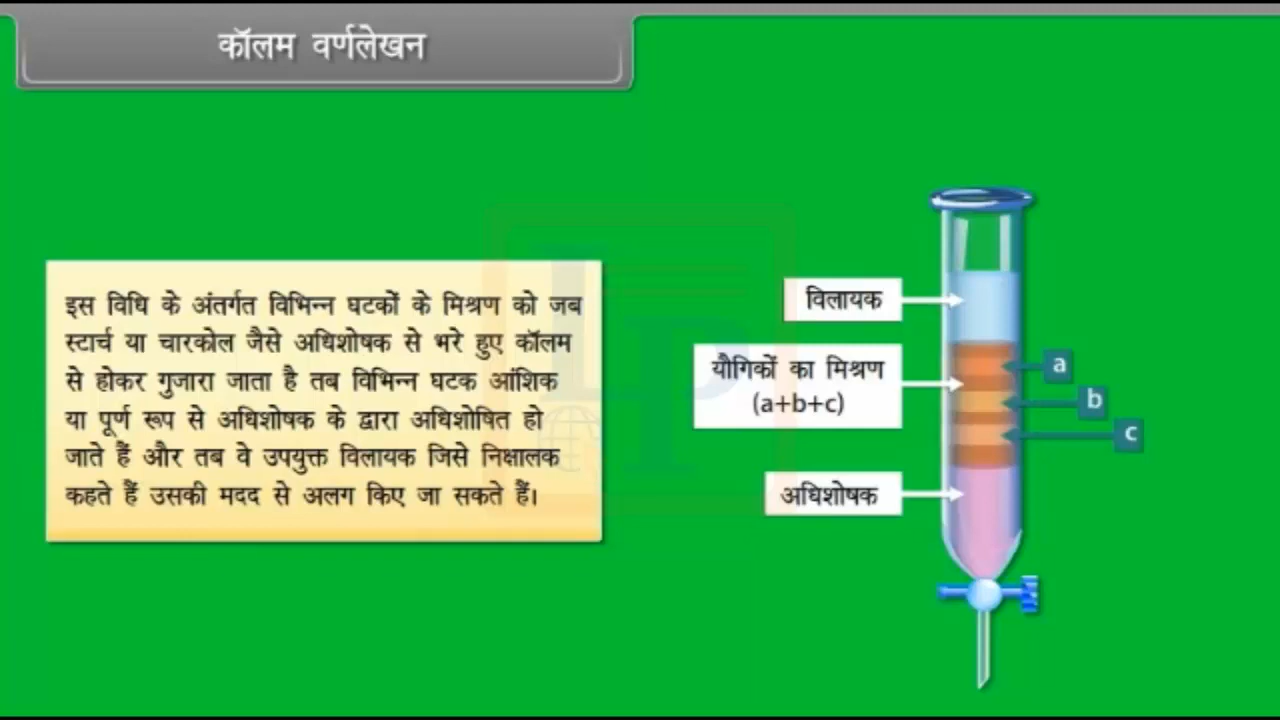 कॉलम वर्णलेखन
इस विधि के अंतर्गत विभिन्न घटकों के मिश्रण को जब
स्टार्च या चारकोल जैसे अधिशोषक से भरे हुए कॉलम
से होकर गुजारा जाता है तब विभिन्न घटक आंशिक
या पूर्ण रूप से अधिशोषक के द्वारा अधिशोषित हो
जाते हैं और तब वे उपयुक्त विलायक जिसे निक्षालक
कहते हैं उसकी मदद से अलग किए जा सकते हैं।
विलायक
यौगिकों का मिश्रण
(a+b+c)
अधिशोषक
a
b
c